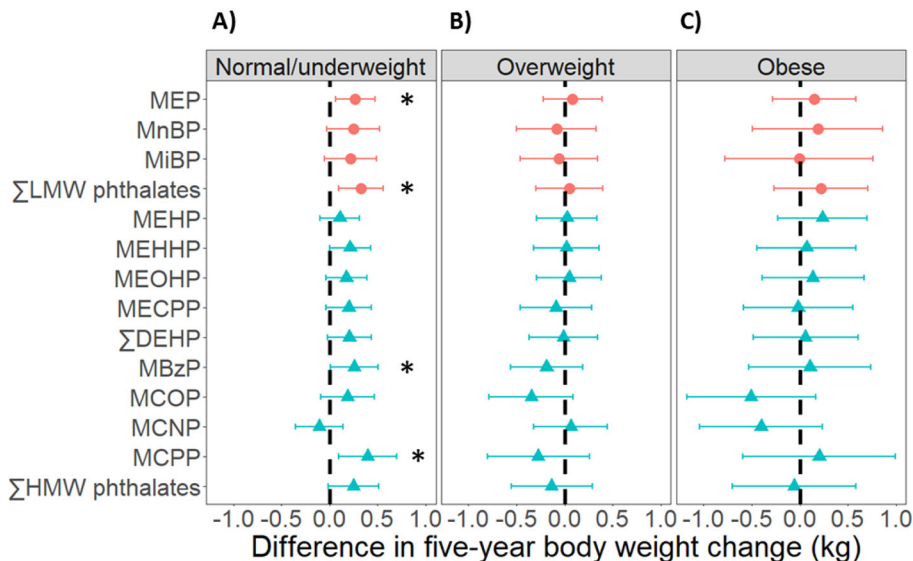 A) B) C)
Normal/underweight Overweight Obese
MEP *
MnBP
MiBP
∑LMW phthalates *
MEHP
MEHHP
MEOHP
MECPP
∑DEHP
MBzP *
MCOP
MCNP
MCPP *
∑HMW phthalates
-1.0 -0.5 0.0 0.5 1.0 -1.0 -0.5 0.0 0.5 1.0 -1.0 -0.5 0.0 0.5 1.0
Difference in five-year body weight change (kg)